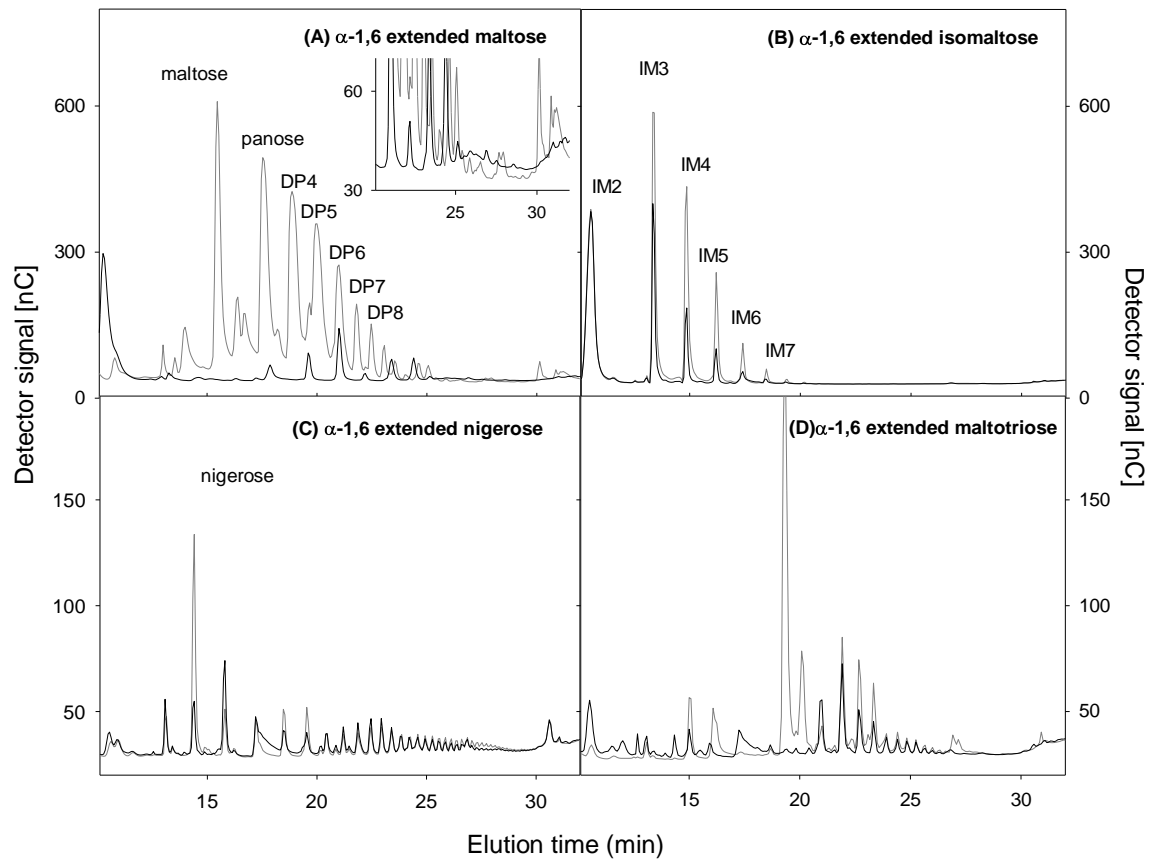 (A) α-1,6 extended maltose
maltose
panose
DP4
DP5
DP6
DP7
DP8
60
30
25
30
600
300
0
(B) α-1,6 extended isomaltose
IM3
IM2
IM4
IM5
IM6
IM7
600
300
0
Detector signal [nC]
Detector signal [nC]
(C) α-1,6 extended nigerose
nigerose
150
100
50
15
20
25
30
(D)α-1,6 extended maltotriose
150
100
50
15
20
25
30
Elution time (min)